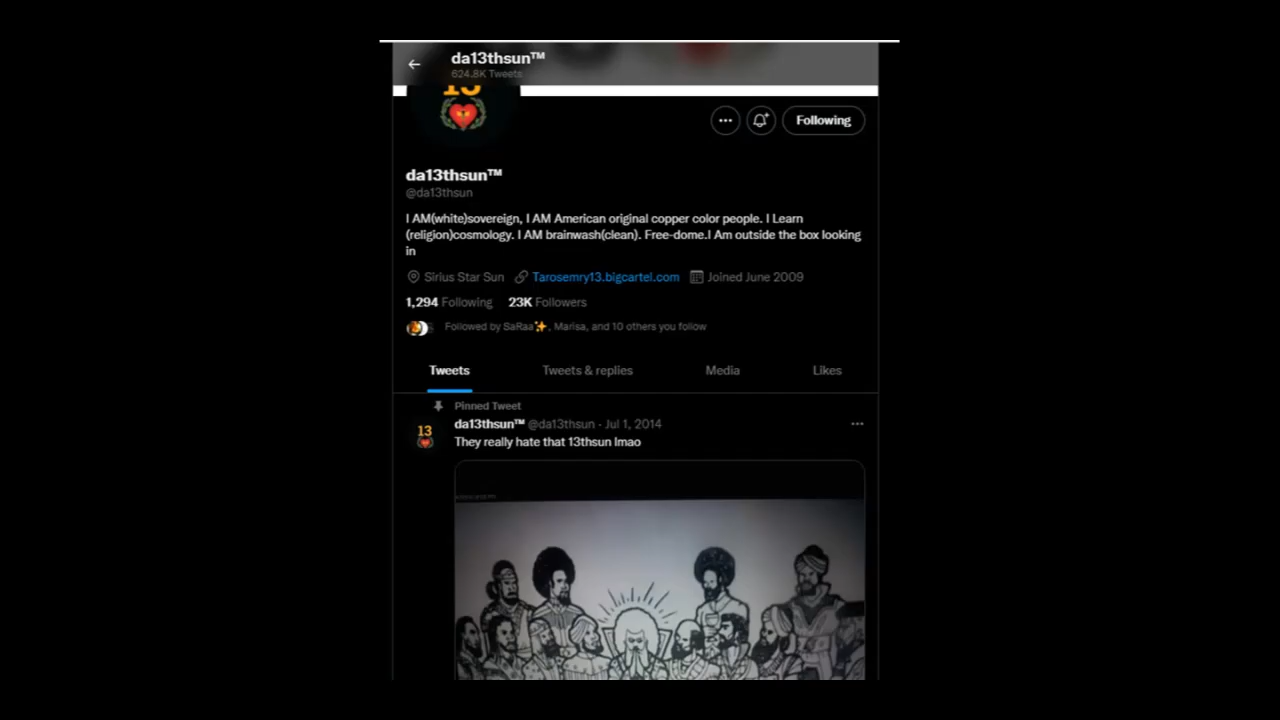 da13thsun™
624.8K Tweets
13
Following
da13thsun™
@da13thsun
I AM(white)sovereign, I AM American original copper color people. I Learn
(religion)cosmology. I AM brainwash(clean). Free-dome.I Am outside the box looking
in
Sirius Star Sun Tarosemry13.bigcartel.com Joined June 2009
1,294 Following 23K Followers
Followed by SaRaa✨, Marisa, and 10 others you follow
Tweets Tweets & replies Media Likes
Pinned Tweet
da13thsun™ @da13thsun · Jul 1, 2014
13
They really hate that 13thsun lmao